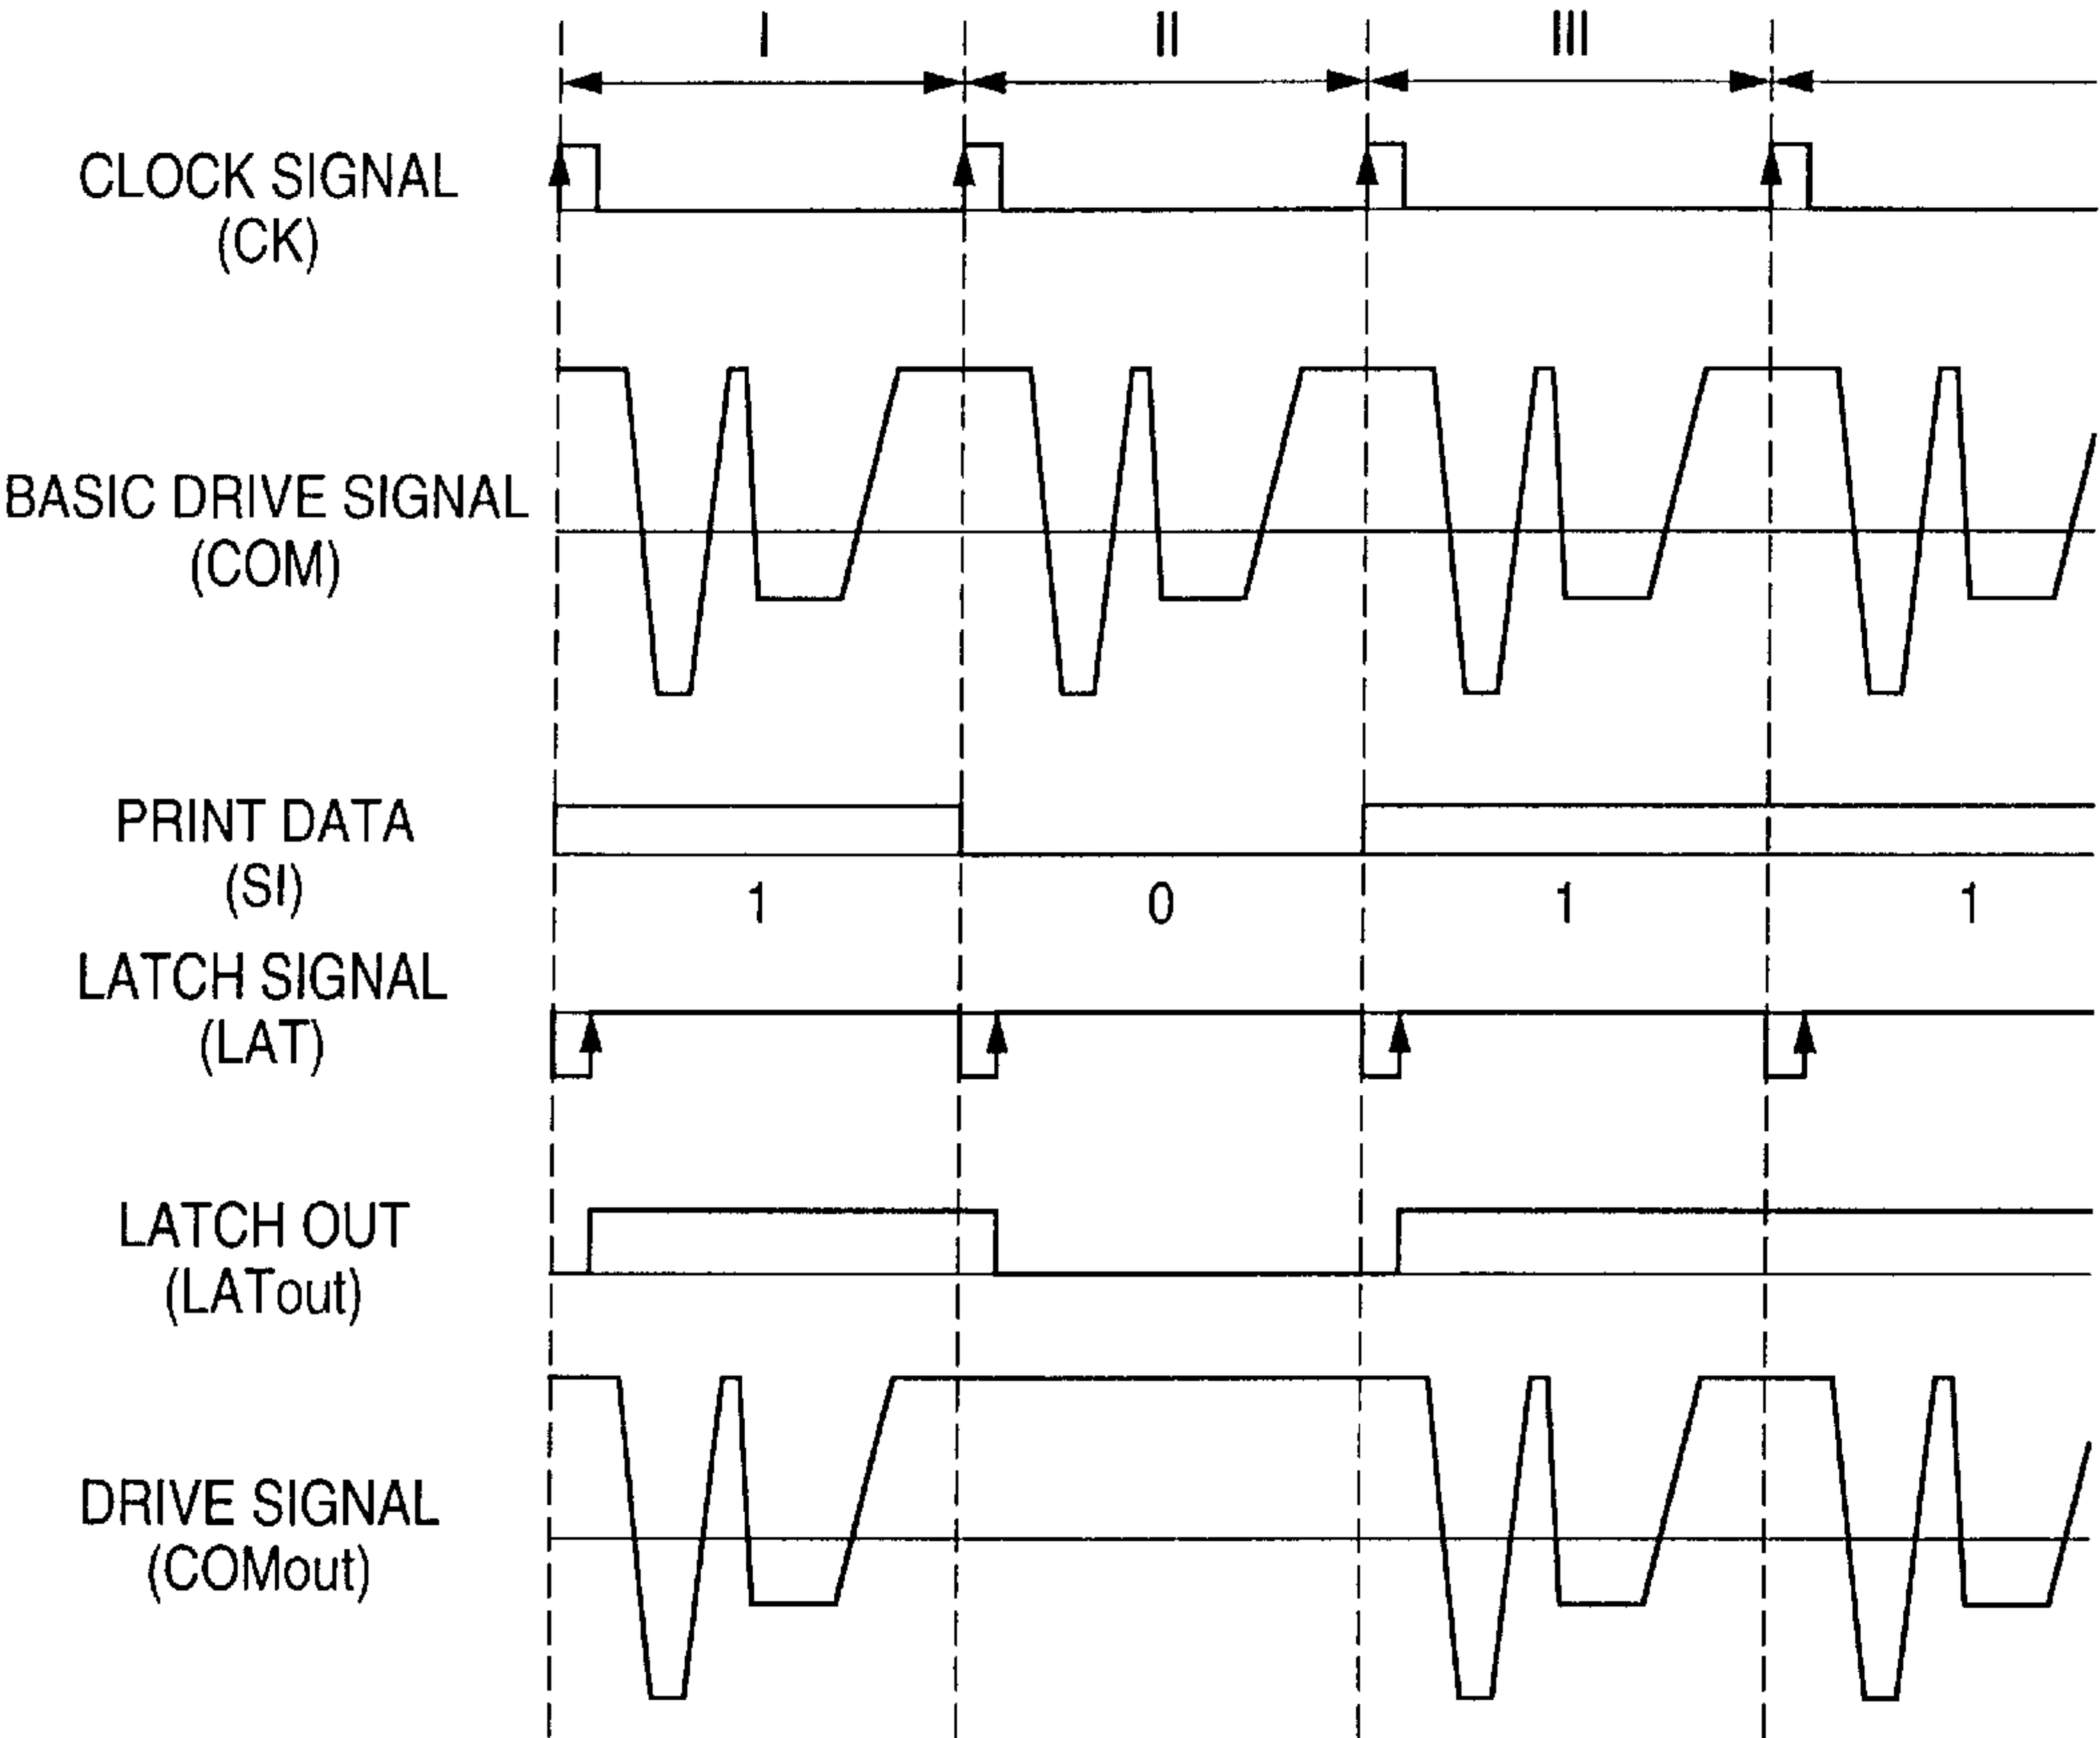 I II III
CLOCK SIGNAL
(CK)
BASIC DRIVE SIGNAL
(COM)
PRINT DATA
(SI)
1 0 1 1
LATCH SIGNAL
(LAT)
LATCH OUT
(LATout)
DRIVE SIGNAL
(COMout)